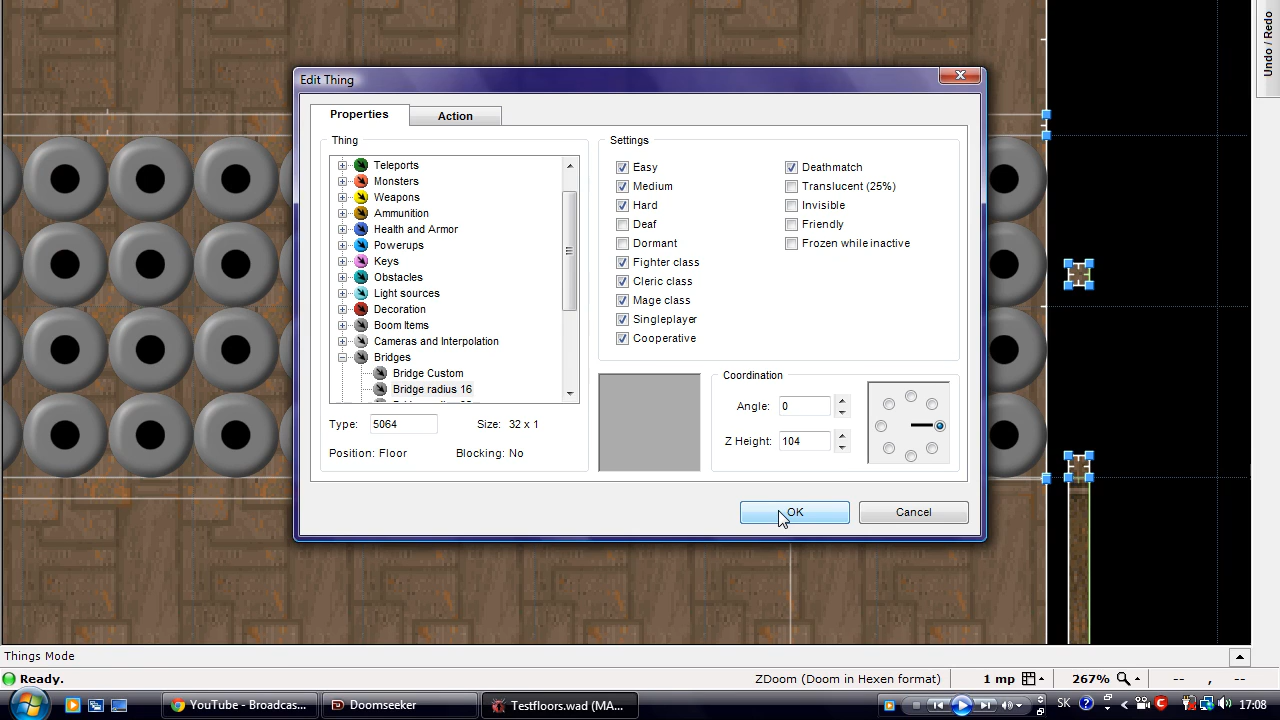 Undo / Redo
Edit Thing
Properties
Action
Thing
Teleports
Monsters
Weapons
Ammunition
Health and Armor
Powerups
Keys
Obstacles
Light sources
Decoration
Boom Items
Cameras and Interpolation
Bridges
Bridge Custom
Bridge radius 16
Type: 5064 Size: 32 x 1
Position: Floor Blocking: No
Settings
Easy
Medium
Hard
Deaf
Dormant
Fighter class
Cleric class
Mage class
Singleplayer
Cooperative
Deathmatch
Translucent (25%)
Invisible
Friendly
Frozen while inactive
Coordination
Angle: 0
Z Height: 104
OK
Cancel
Things Mode
Ready. ZDoom (Doom in Hexen format) 1 mp 267% -- , --
YouTube - Broadcas... Doomseeker Testfloors.wad (MA... SK 17:08